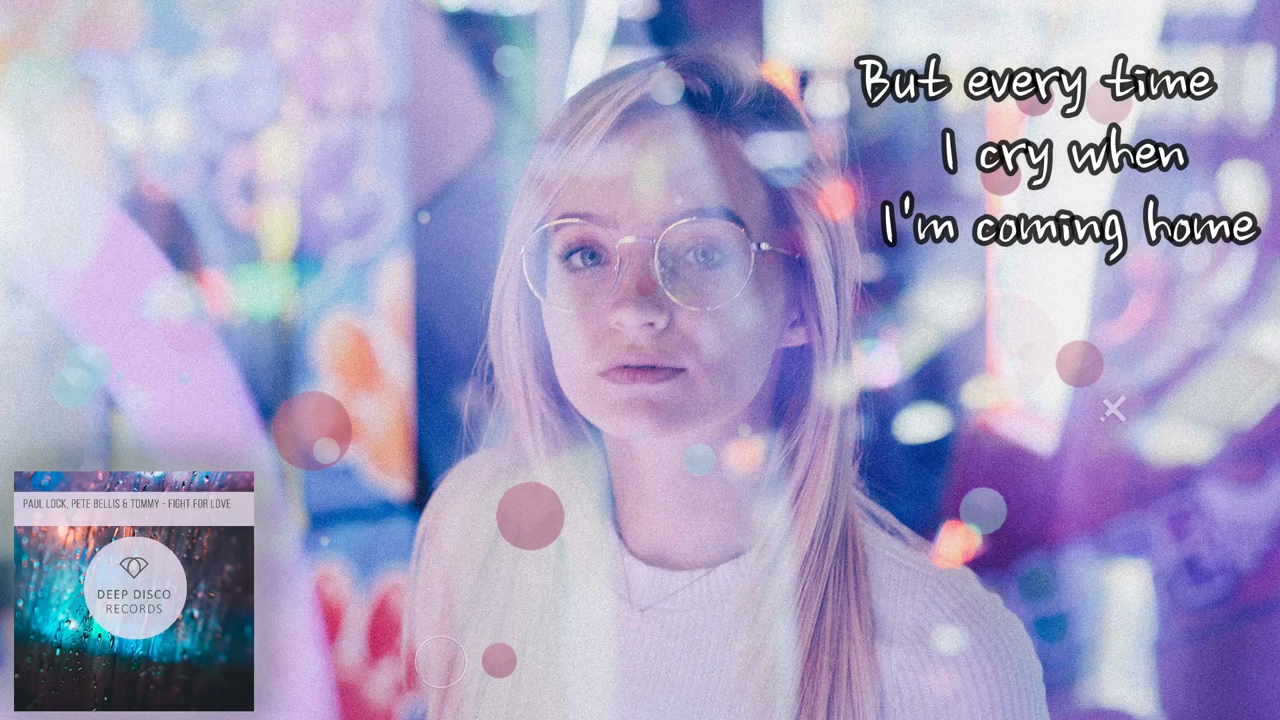 But every time
I cry when
I'm coming home
PAUL LOCK, PETE BELLIS & TOMMY - FIGHT FOR LOVE
DEEP DISCO
RECORDS